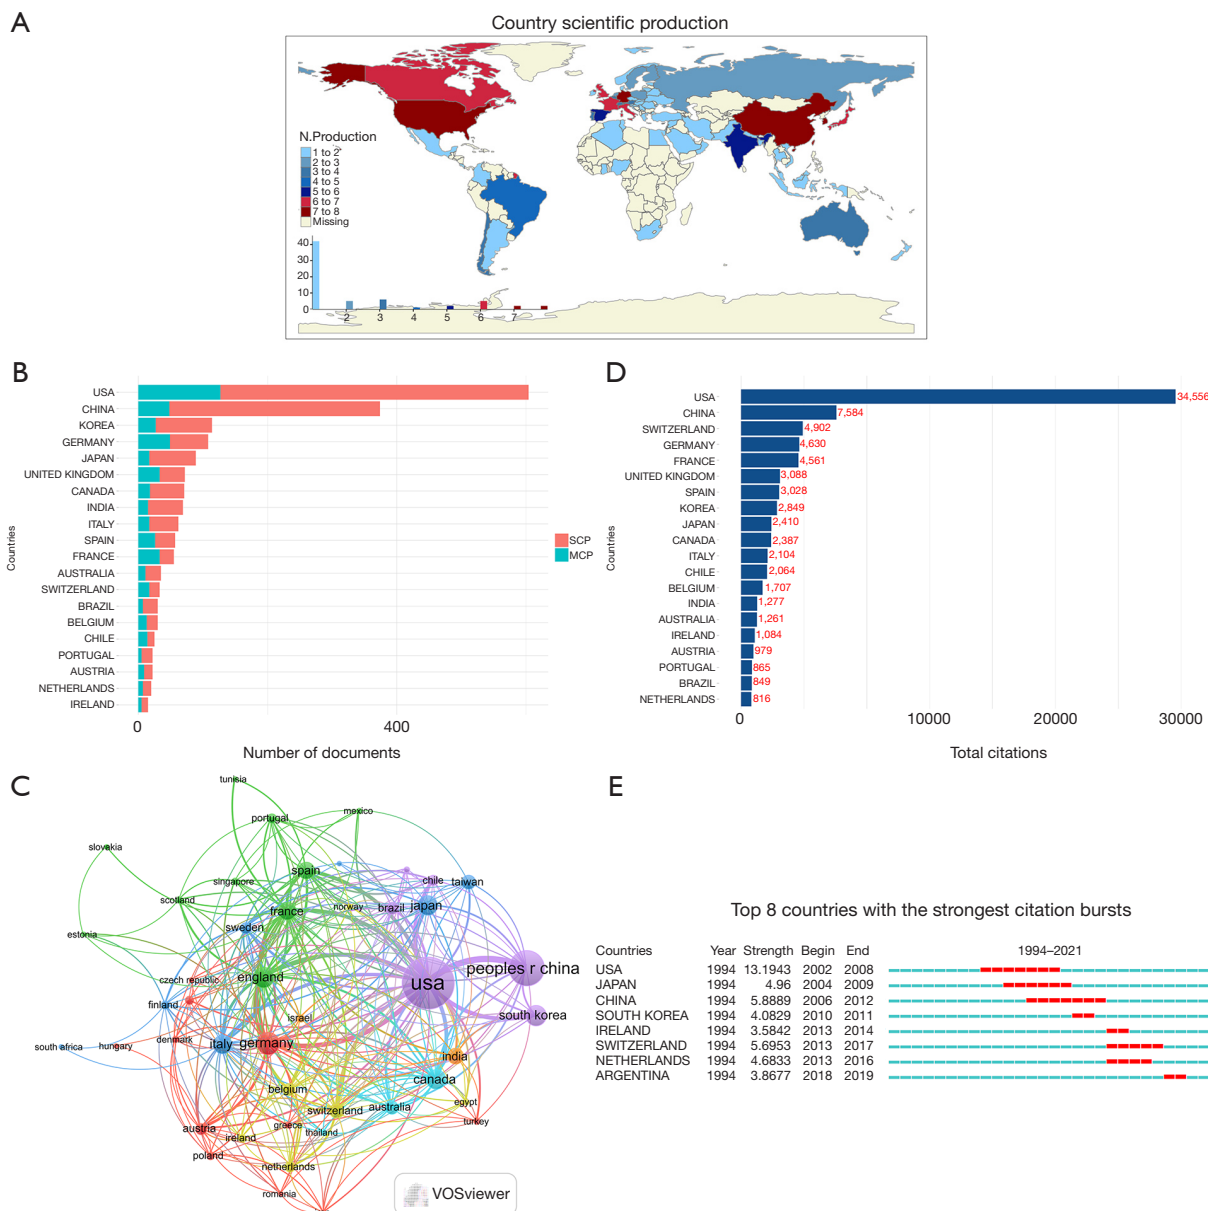 A
Country scientific production
N.Production
1 to 2
2 to 3
3 to 4
4 to 5
5 to 6
6 to 7
7 to 8
Missing
40
30
20
10
0
2 3 4 5 6 7
B
Countries
USA
CHINA
KOREA
GERMANY
JAPAN
UNITED KINGDOM
CANADA
INDIA
ITALY
SPAIN
FRANCE
AUSTRALIA
SWITZERLAND
BRAZIL
BELGIUM
CHILE
PORTUGAL
AUSTRIA
NETHERLANDS
IRELAND
0 400
Number of documents
SCP
MCP
D
Countries
USA 34,556
CHINA 7,584
SWITZERLAND 4,902
GERMANY 4,630
FRANCE 4,561
UNITED KINGDOM 3,088
SPAIN 3,028
KOREA 2,849
JAPAN 2,410
CANADA 2,387
ITALY 2,104
CHILE 2,064
BELGIUM 1,707
INDIA 1,277
AUSTRALIA 1,261
IRELAND 1,084
AUSTRIA 979
PORTUGAL 865
BRAZIL 849
NETHERLANDS 816
0 10000 20000 30000
Total citations
C
tunisia
mexico
portugal
slovakia
spain
singapore
chile
taiwan
scotland
norway
brazil
japan
france
sweden
estonia
peoples r china
czech republic
england
usa
finland
israel
south korea
denmark
south africa
hungary
italy
germany
india
canada
belgium
egypt
switzerland
australia
turkey
greece
austria
thailand
ireland
poland
netherlands
romania
VOSviewer
E
Top 8 countries with the strongest citation bursts
Countries Year Strength Begin End 1994–2021
USA 1994 13.1943 2002 2008
JAPAN 1994 4.96 2004 2009
CHINA 1994 5.8889 2006 2012
SOUTH KOREA 1994 4.0829 2010 2011
IRELAND 1994 3.5842 2013 2014
SWITZERLAND 1994 5.6953 2013 2017
NETHERLANDS 1994 4.6833 2013 2016
ARGENTINA 1994 3.8677 2018 2019